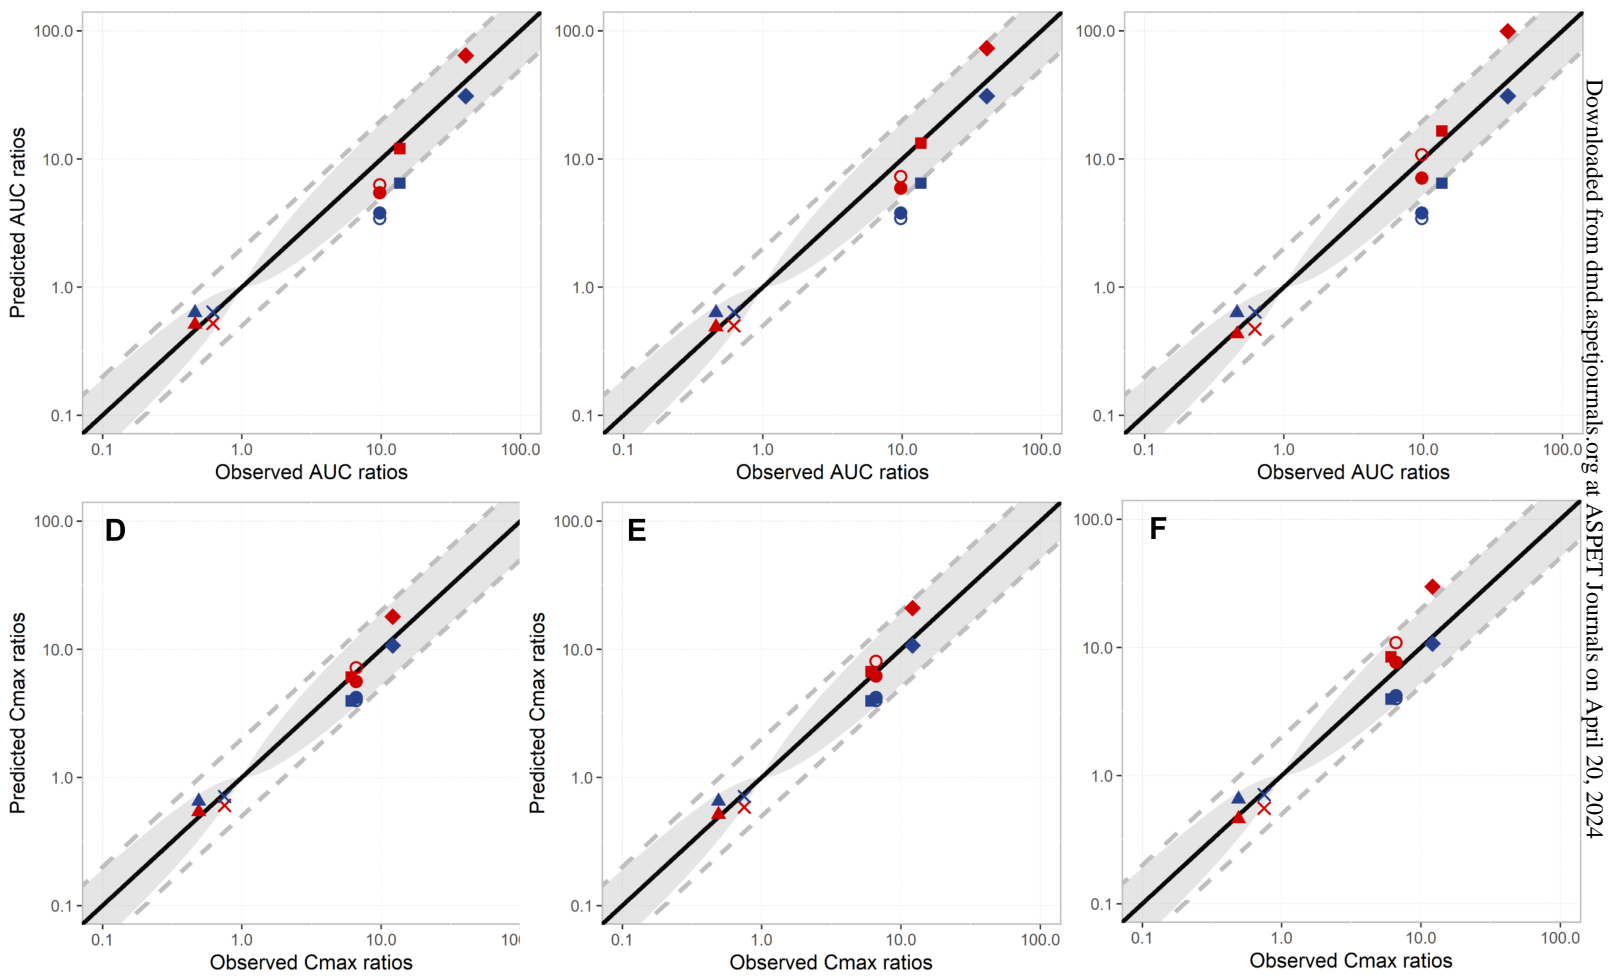 100.0
10.0
1.0
0.1
0.1 1.0 10.0 100.0
Predicted AUC ratios
Observed AUC ratios
100.0
10.0
1.0
0.1
0.1 1.0 10.0 100.0
Observed AUC ratios
100.0
10.0
1.0
0.1
0.1 1.0 10.0 100.0
Observed AUC ratios
D
100.0
10.0
1.0
0.1
0.1 1.0 10.0 10
Predicted Cmax ratios
Observed Cmax ratios
E
100.0
10.0
1.0
0.1
0.1 1.0 10.0 100.0
Predicted Cmax ratios
Observed Cmax ratios
F
100.0
10.0
1.0
0.1
0.1 1.0 10.0 100.0
Observed Cmax ratios
Downloaded from dmd.aspetjournals.org at ASPET Journals on April 20, 2024